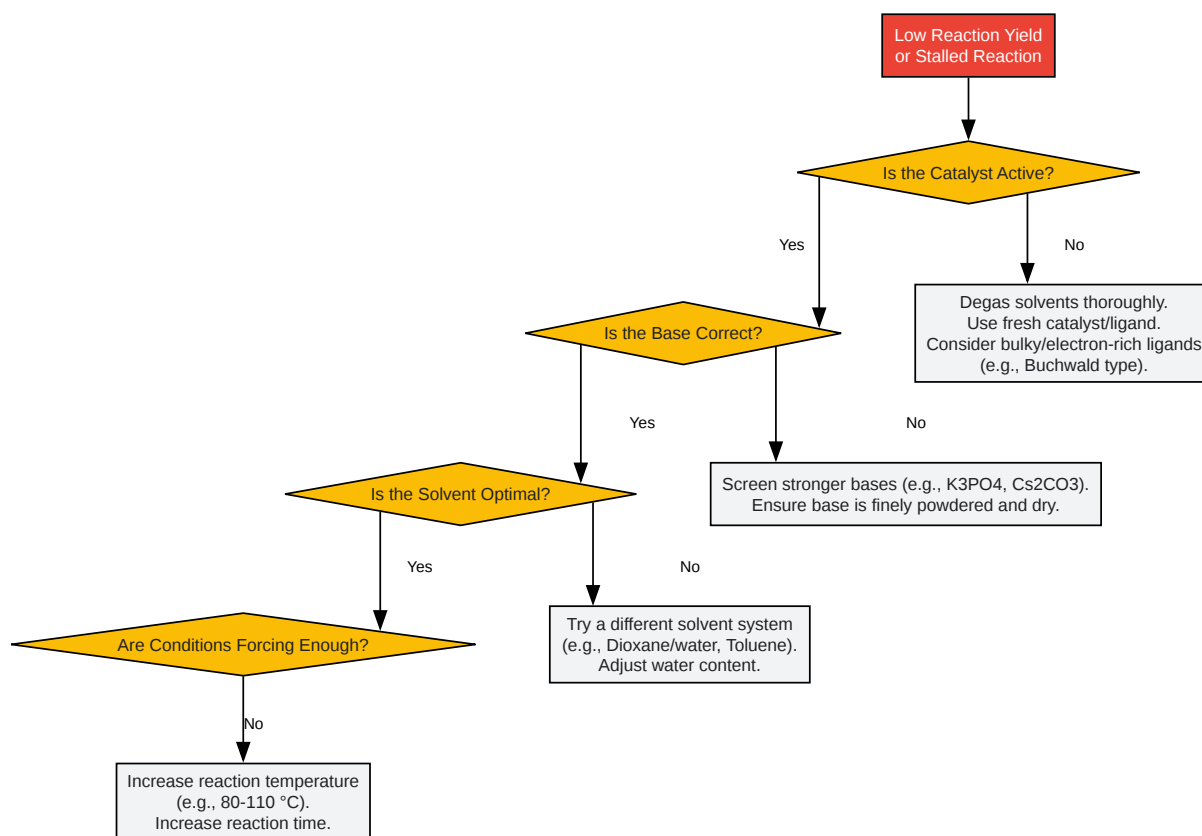 Low Reaction Yield
or Stalled Reaction
Is the Catalyst Active?
Yes
No
Degas solvents thoroughly.
Use fresh catalyst/ligand.
Consider bulky/electron-rich ligands
(e.g., Buchwald type).
Is the Base Correct?
Yes
No
Screen stronger bases (e.g., K3PO4, Cs2CO3).
Ensure base is finely powdered and dry.
Is the Solvent Optimal?
Yes
No
Try a different solvent system
(e.g., Dioxane/water, Toluene).
Adjust water content.
Are Conditions Forcing Enough?
No
Increase reaction temperature
(e.g., 80-110 °C).
Increase reaction time.